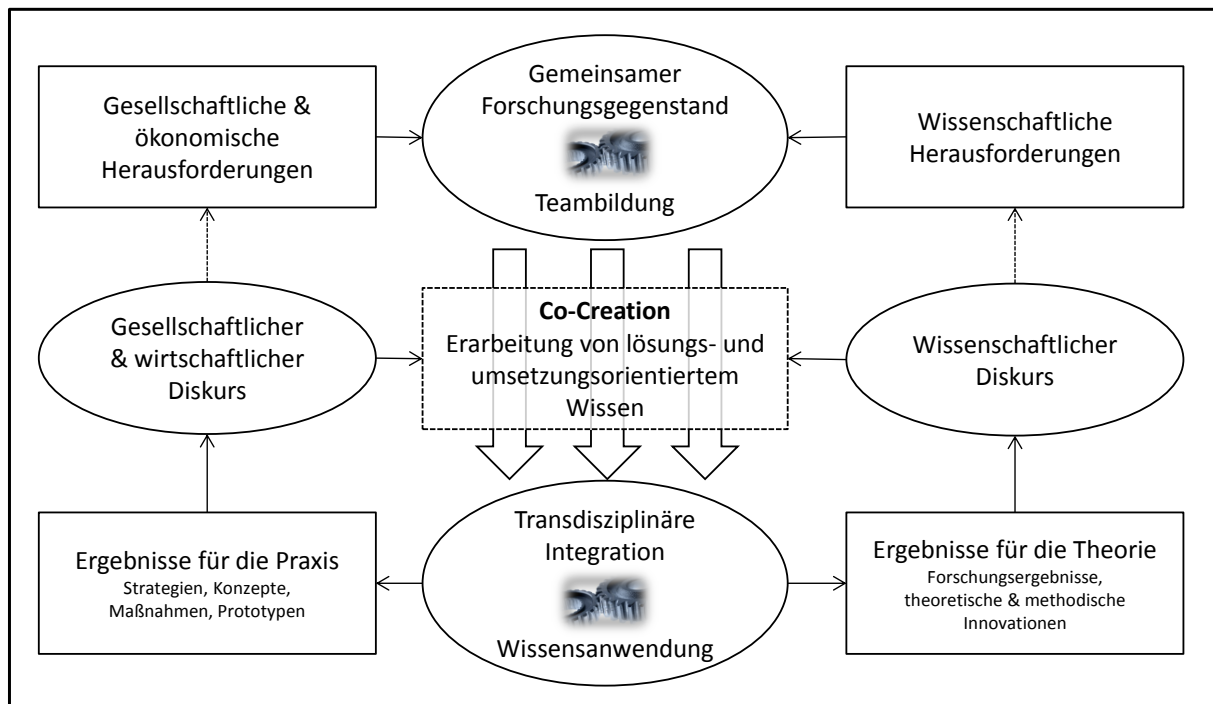 Gesellschaftliche &
ökonomische
Herausforderungen
Gemeinsamer
Forschungsgegenstand
Teambildung
Wissenschaftliche
Herausforderungen
Gesellschaftlicher
& wirtschaftlicher
Diskurs
Co-Creation
Erarbeitung von lösungs- und
umsetzungsorientiertem
Wissen
Wissenschaftlicher
Diskurs
Ergebnisse für die Praxis
Strategien, Konzepte,
Maßnahmen, Prototypen
Transdisziplinäre
Integration
Wissensanwendung
Ergebnisse für die Theorie
Forschungsergebnisse,
theoretische & methodische
Innovationen